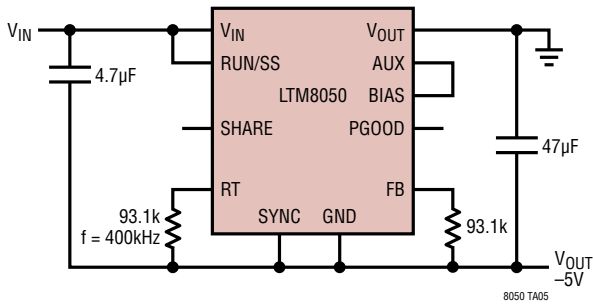 VIN
VIN
VOUT
RUN/SS
AUX
4.7µF
LTM8050
BIAS
SHARE
PGOOD
47µF
RT
FB
93.1k
f = 400kHz
SYNC
GND
93.1k
VOUT
–5V
8050 TA05